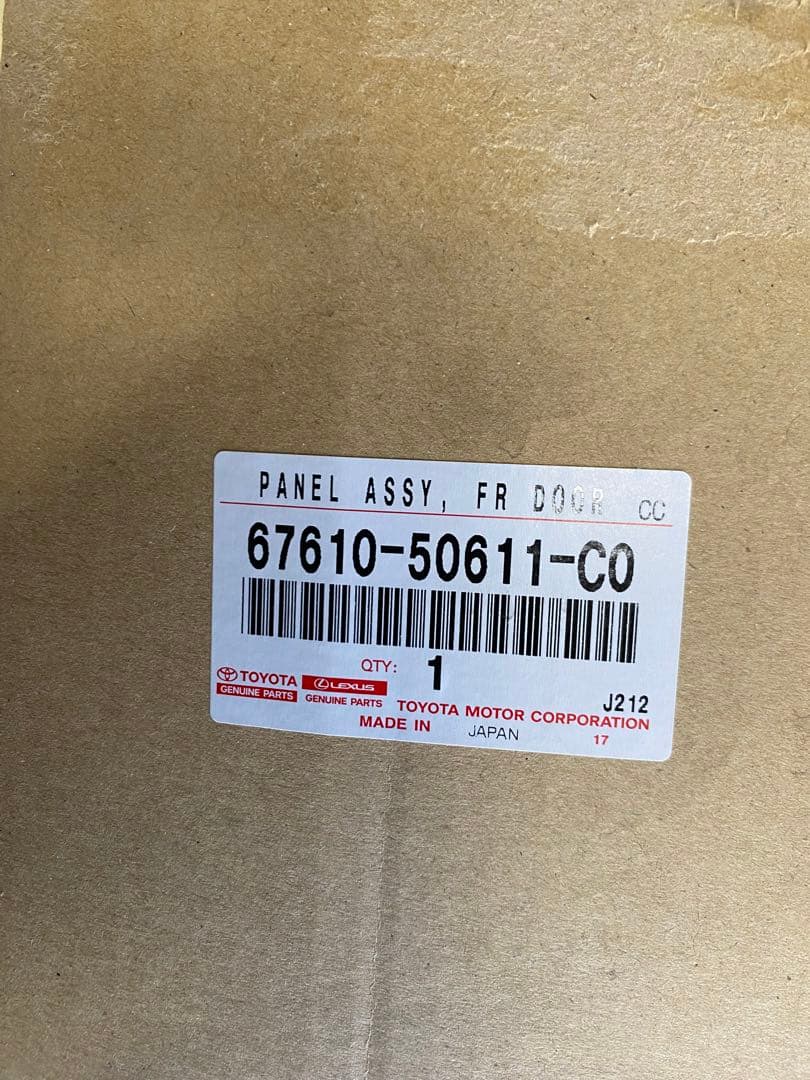 PANEL ASSY, FR DOOR CC
67610-50611-C0
QTY: 1
TOYOTA LEXUS
GENUINE PARTS GENUINE PARTS
J212
TOYOTA MOTOR CORPORATION
MADE IN JAPAN 17